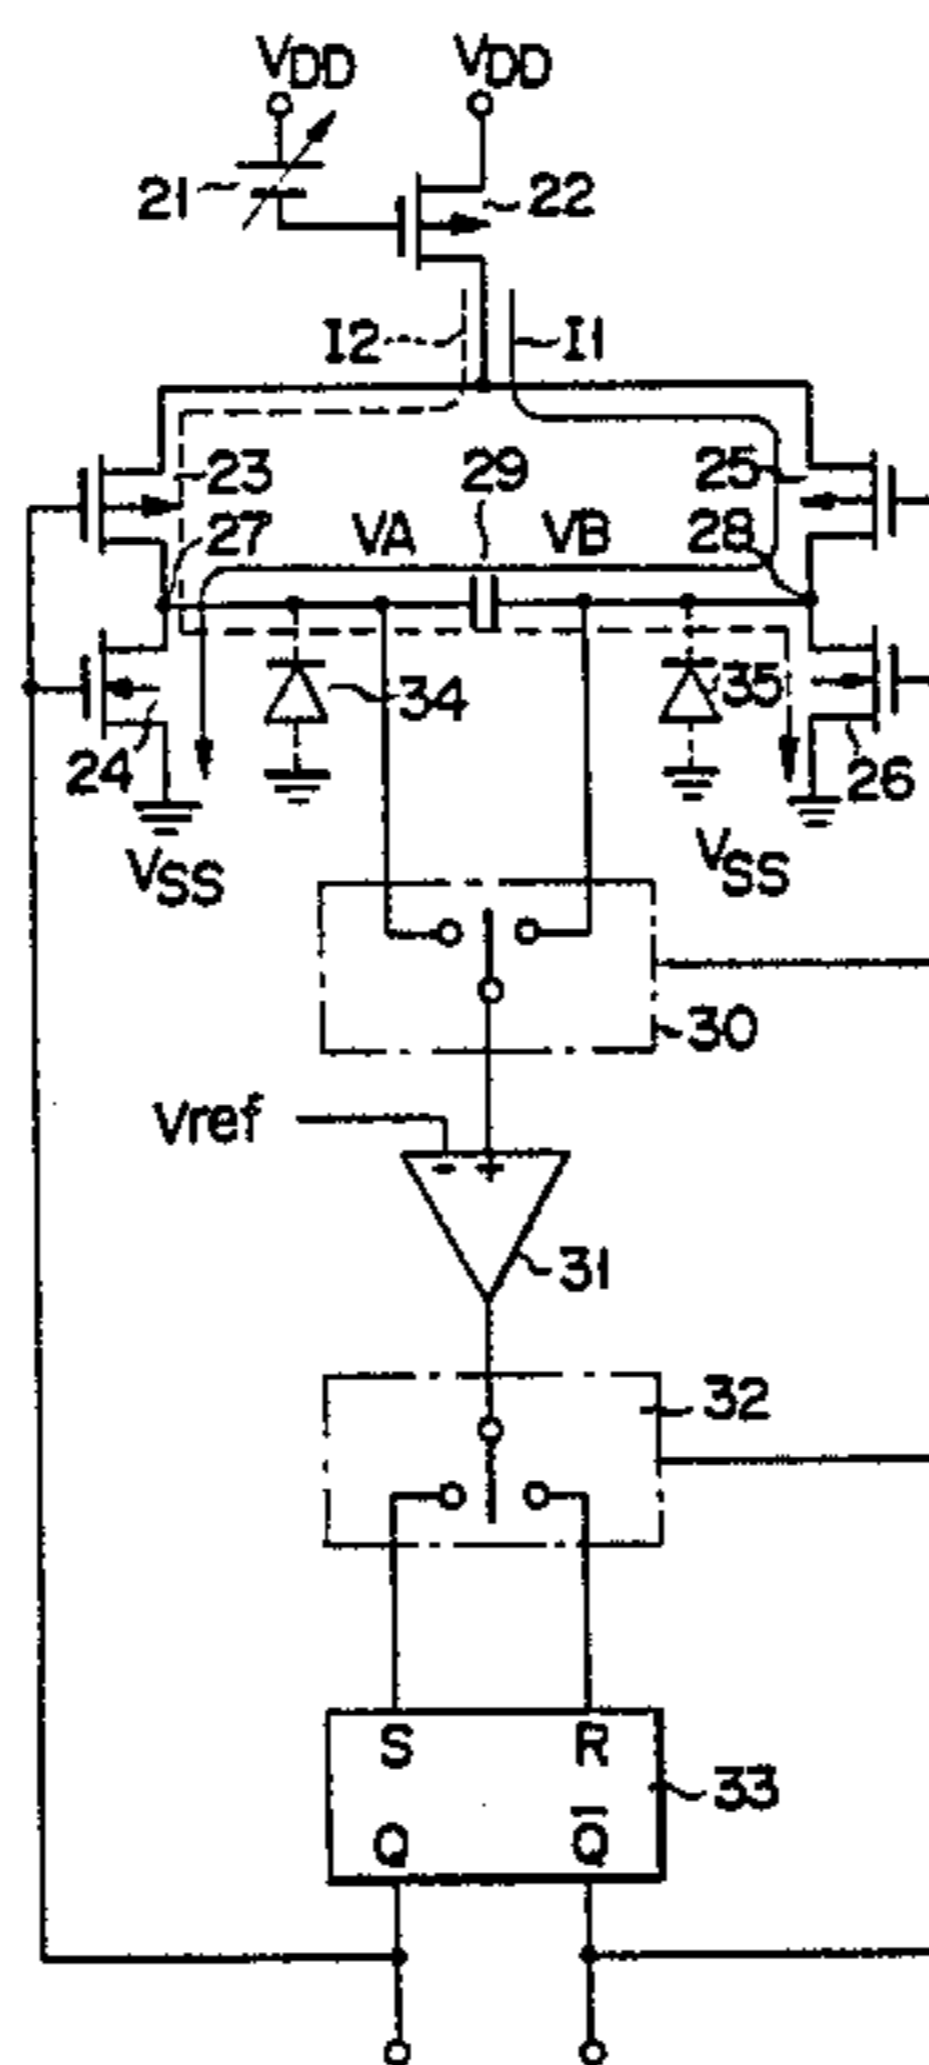 VDD VDD
21 22
I2 I1
23 29 25
27 VA VB 28
34 35
24 26
VSS VSS
30
Vref
- +
31
32
S R
33
Q Q̅